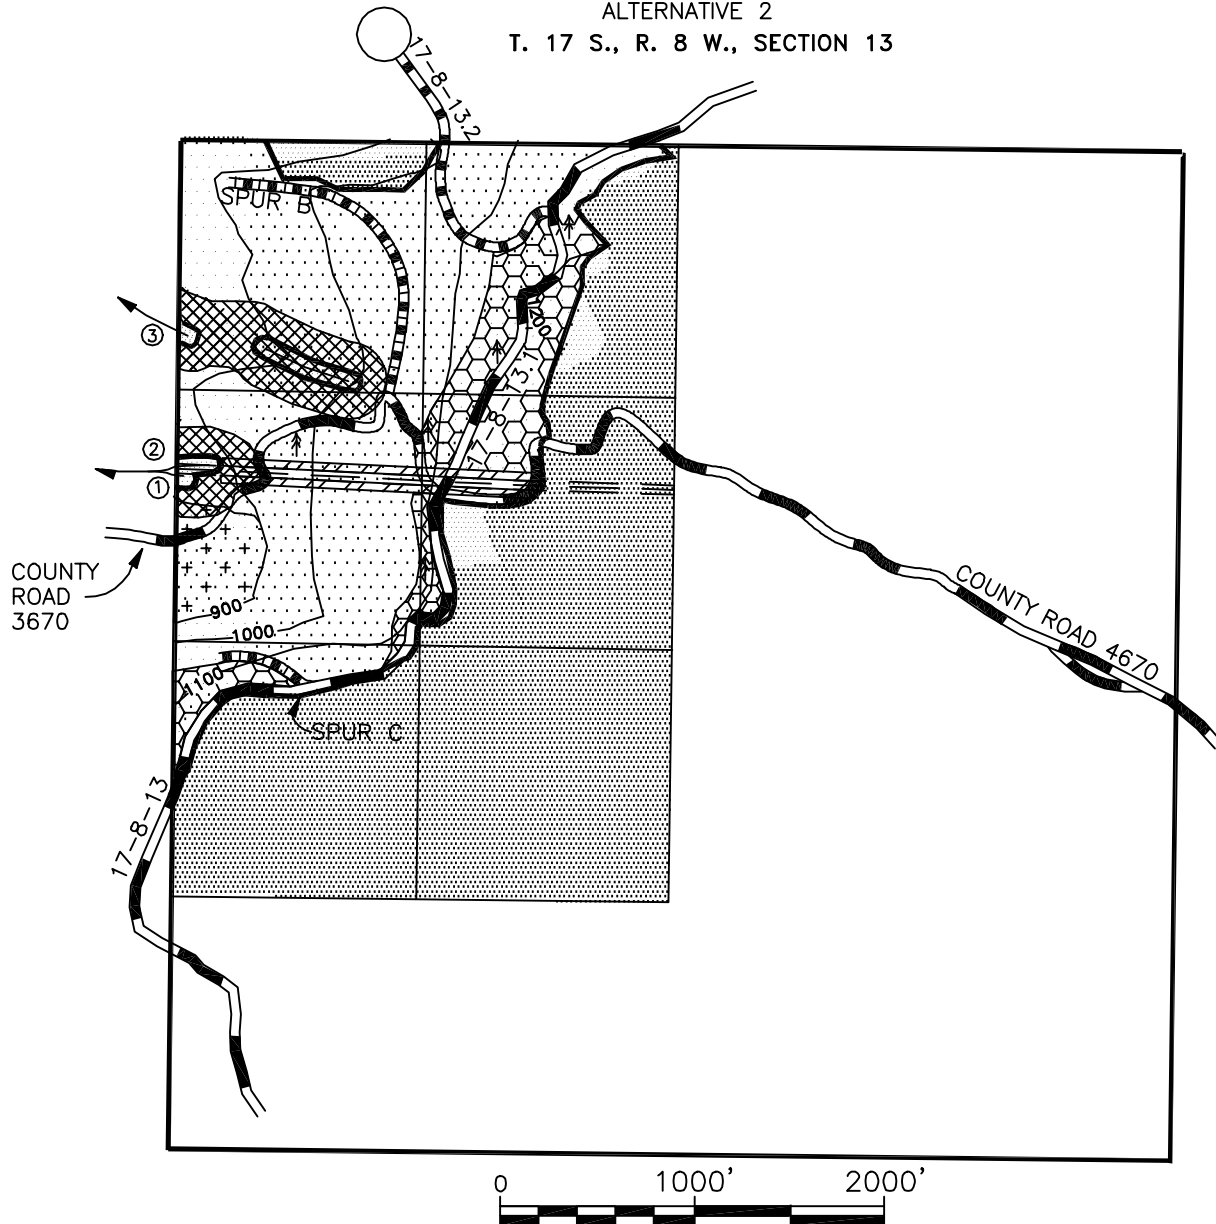 ALTERNATIVE 2
T. 17 S., R. 8 W., SECTION 13
17-8-13.2
SPUR B
3
1200
17-8-13.1
2
1
COUNTY
ROAD
3670
900
1000
COUNTY ROAD 4670
1100
SPUR C
17-8-13
0 1000' 2000'